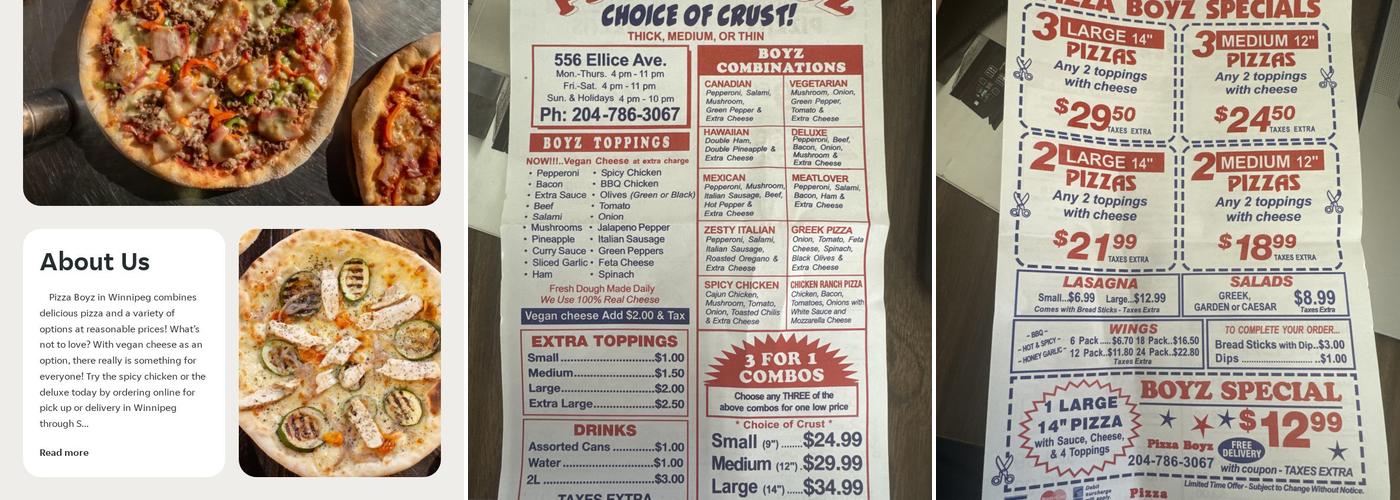 About Us
Pizza Boyz in Winnipeg combines
delicious pizza and a variety of
options at reasonable prices! What's
not to love? With vegan cheese as an
option, there really is something for
everyone! Try the spicy chicken or the
deluxe today by ordering online for
pick up or delivery in Winnipeg
through S...
Read more
CHOICE OF CRUST!
THICK, MEDIUM, OR THIN
556 Ellice Ave.
Mon.-Thurs. 4 pm - 11 pm
Fri.-Sat. 4 pm - 11 pm
Sun. & Holidays 4 pm - 10 pm
Ph: 204-786-3067
BOYZ TOPPINGS
NOW!!!..Vegan Cheese at extra charge
• Pepperoni
• Bacon
• Extra Sauce
• Beef
• Salami
• Mushrooms
• Pineapple
• Curry Sauce
• Sliced Garlic
• Ham
• Spicy Chicken
• BBQ Chicken
• Olives (Green or Black)
• Tomato
• Onion
• Jalapeno Pepper
• Italian Sausage
• Green Peppers
• Feta Cheese
• Spinach
Fresh Dough Made Daily
We Use 100% Real Cheese
Vegan cheese Add $2.00 & Tax
EXTRA TOPPINGS
Small...............................$1.00
Medium...........................$1.50
Large...............................$2.00
Extra Large......................$2.50
DRINKS
Assorted Cans ................$1.00
Water ..............................$1.00
2L ....................................$3.00
TAXES EXTRA
BOYZ
COMBINATIONS
CANADIAN
Pepperoni, Salami,
Mushroom,
Green Pepper &
Extra Cheese
VEGETARIAN
Mushroom, Onion,
Green Pepper,
Tomato &
Extra Cheese
HAWAIIAN
Double Ham,
Double Pineapple &
Extra Cheese
DELUXE
Pepperoni, Beef,
Bacon, Onion,
Mushroom &
Extra Cheese
MEXICAN
Pepperoni, Mushroom,
Italian Sausage, Beef,
Hot Pepper &
Extra Cheese
MEATLOVER
Pepperoni, Salami,
Bacon, Ham &
Extra Cheese
ZESTY ITALIAN
Pepperoni, Salami,
Italian Sausage,
Roasted Oregano &
Extra Cheese
GREEK PIZZA
Onion, Tomato, Feta
Cheese, Spinach,
Black Olives &
Extra Cheese
SPICY CHICKEN
Cajun Chicken,
Mushroom, Tomato,
Onion, Toasted Chilis
& Extra Cheese
CHICKEN RANCH PIZZA
Chicken, Bacon,
Tomatoes, Onions with
White Sauce and
Mozzarella Cheese
3 FOR 1
COMBOS
Choose any THREE of the
above combos for one low price
* Choice of Crust *
Small (9") ........$24.99
Medium (12") .$29.99
Large (14").....$34.99
PIZZA BOYZ SPECIALS
3 LARGE 14"
PIZZAS
Any 2 toppings
with cheese
$29.50
TAXES EXTRA
3 MEDIUM 12"
PIZZAS
Any 2 toppings
with cheese
$24.50
TAXES EXTRA
2 LARGE 14"
PIZZAS
Any 2 toppings
with cheese
$21.99
TAXES EXTRA
2 MEDIUM 12"
PIZZAS
Any 2 toppings
with cheese
$18.99
TAXES EXTRA
LASAGNA
Small...$6.99 Large...$12.99
Comes with Bread Sticks - Taxes Extra
SALADS
GREEK,
GARDEN or CAESAR
$8.99
Taxes Extra
WINGS
- BBQ -
- HOT & SPICY -
- HONEY GARLIC -
6 Pack.....$6.70 18 Pack..$16.50
12 Pack..$11.80 24 Pack..$22.80
Taxes Extra
TO COMPLETE YOUR ORDER...
Bread Sticks with Dip..$3.00
Dips ........................$1.00
BOYZ SPECIAL
1 LARGE
14" PIZZA
with Sauce, Cheese,
& 4 Toppings
$12.99
Pizza Boyz
FREE
DELIVERY
204-786-3067
with coupon - TAXES EXTRA
Limited Time Offer - Subject to Change Without Notice.
Debit
surcharge
Pizza